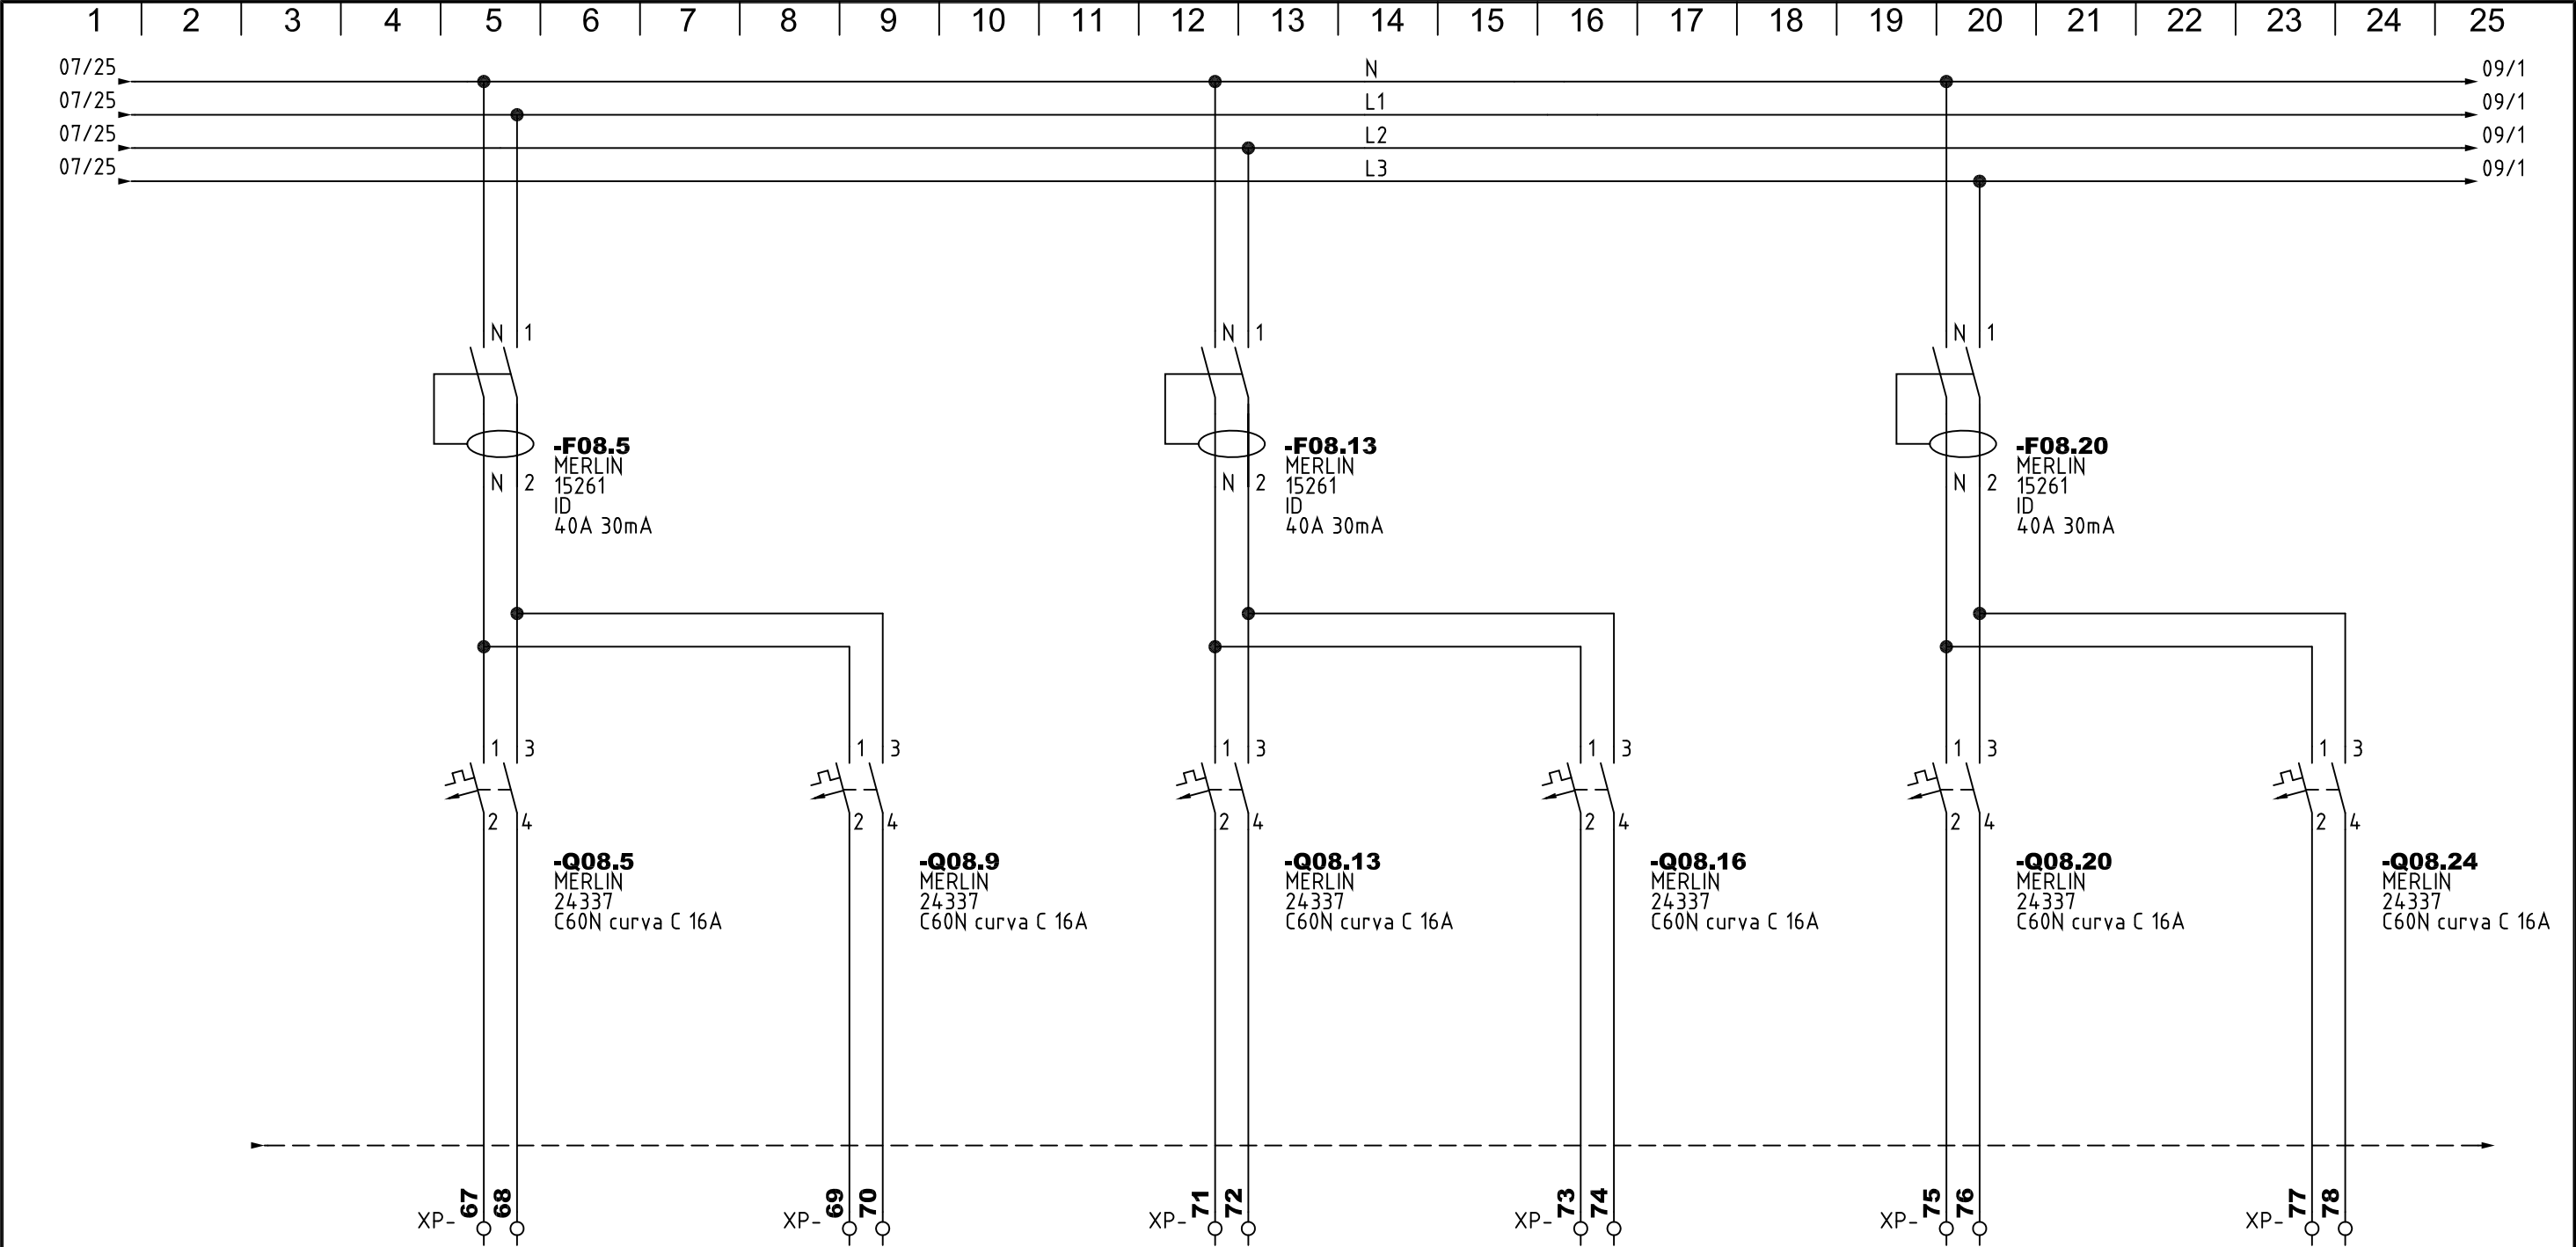 1 2 3 4 5 6 7 8 9 10 11 12 13 14 15 16 17 18 19 20 21 22 23 24 25
07/25 N 09/1
07/25 L1 09/1
07/25 L2 09/1
07/25 L3 09/1
N 1 N 1 N 1
-F08.5
MERLIN
15261
ID
40A 30mA
N 2
-F08.13
MERLIN
15261
ID
40A 30mA
N 2
-F08.20
MERLIN
15261
ID
40A 30mA
N 2
1 3 1 3 1 3 1 3 1 3 1 3
2 4 2 4 2 4 2 4 2 4 2 4
-Q08.5
MERLIN
24337
C60N curva C 16A
-Q08.9
MERLIN
24337
C60N curva C 16A
-Q08.13
MERLIN
24337
C60N curva C 16A
-Q08.16
MERLIN
24337
C60N curva C 16A
-Q08.20
MERLIN
24337
C60N curva C 16A
-Q08.24
MERLIN
24337
C60N curva C 16A
XP- 67 68 XP- 69 70 XP- 71 72 XP- 73 74 XP- 75 76 XP- 77 78